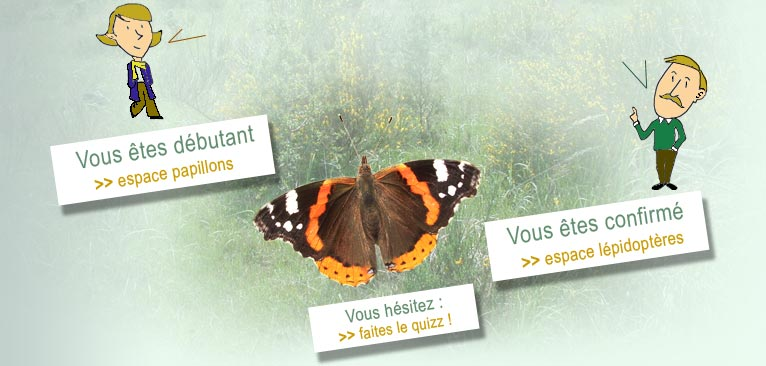 Vous êtes débutant
>> espace papillons
Vous êtes confirmé
>> espace lépidoptères
Vous hésitez :
>> faites le quizz !